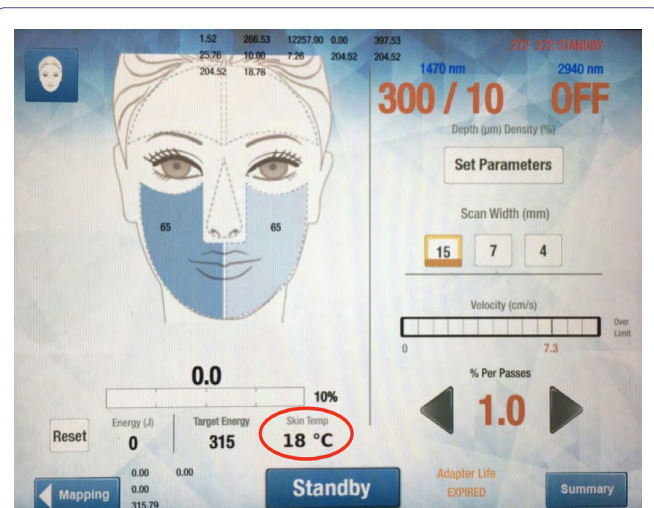 1.52 266.53 12257.00 0.00 397.53
25.76 10.00 7.26 204.52 204.52
204.52 18.76
272 272 STANDBY
1470 nm 2940 nm
300 / 10 OFF
Depth (µm) Density (%)
Set Parameters
Scan Width (mm)
15 7 4
65 65
Velocity (cm/s)
Over
Limit
0 7.3
% Per Passes
1.0
0.0
10%
Reset
Energy (J) Target Energy Skin Temp
0 315 18 °C
0.00 0.00
0.00
315.79
Mapping
Standby
Adapter Life
EXPIRED
Summary